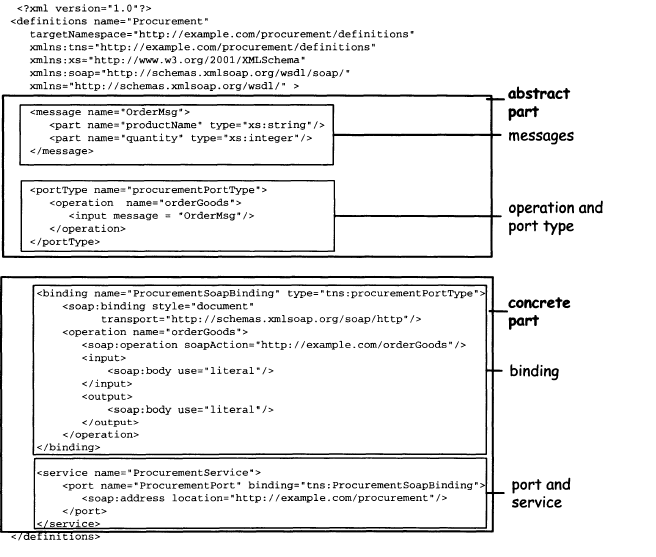 <?xml version="1.0"?>
<definitions name="Procurement"
targetNamespace="http://example.com/procurement/definitions"
xmlns:tns="http://example.com/procurement/definitions"
xmlns:xs="http://www.w3.org/2001/XMLSchema"
xmlns:soap="http://schemas.xmlsoap.org/wsdl/soap/"
xmlns="http://schemas.xmlsoap.org/wsdl/" >
abstract
part
<message name="OrderMsg">
<part name="productName" type="xs:string"/>
<part name="quantity" type="xs:integer"/>
</message>
messages
<portType name="procurementPortType">
<operation name="orderGoods">
<input message = "OrderMsg"/>
</operation>
</portType>
operation and
port type
<binding name="ProcurementSoapBinding" type="tns:procurementPortType">
<soap:binding style="document"
transport="http://schemas.xmlsoap.org/soap/http"/>
<operation name="orderGoods">
<soap:operation soapAction="http://example.com/orderGoods"/>
<input>
<soap:body use="literal"/>
</input>
<output>
<soap:body use="literal"/>
</output>
</operation>
</binding>
concrete
part
binding
<service name="ProcurementService">
<port name="ProcurementPort" binding="tns:ProcurementSoapBinding">
<soap:address location="http://example.com/procurement"/>
</port>
</service>
port and
service
</definitions>